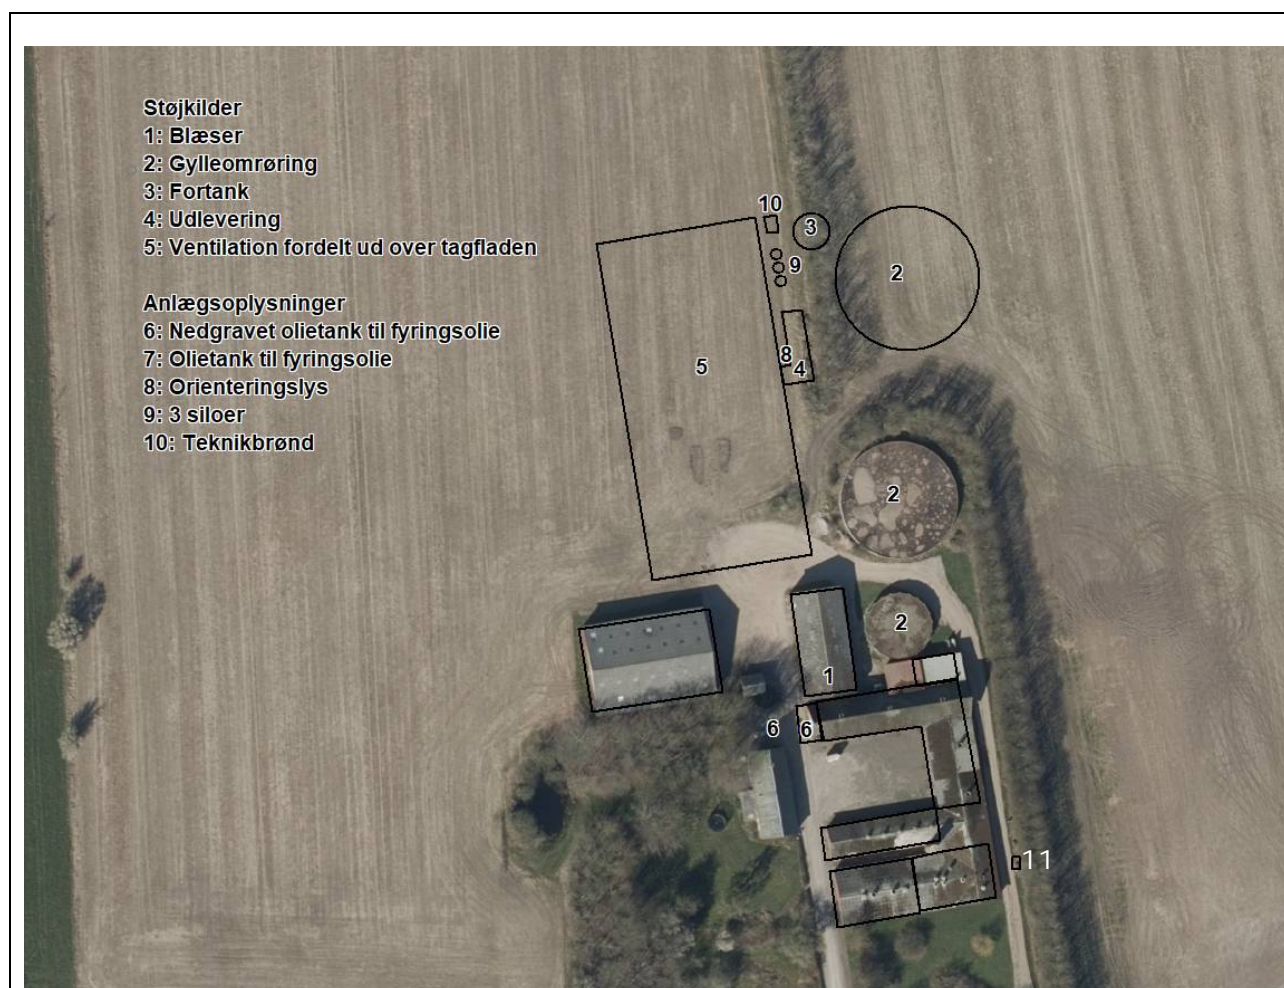 Støjkilder
1: Blæser
2: Gylleomrøring
3: Fortank
4: Udlevering
5: Ventilation fordelt ud over tagfladen
Anlægsoplysninger
6: Nedgravet olietank til fyringsolie
7: Olietank til fyringsolie
8: Orienteringslys
9: 3 siloer
10: Teknikbrønd
10
3
9
2
8
4
5
2
2
1
6
6
11